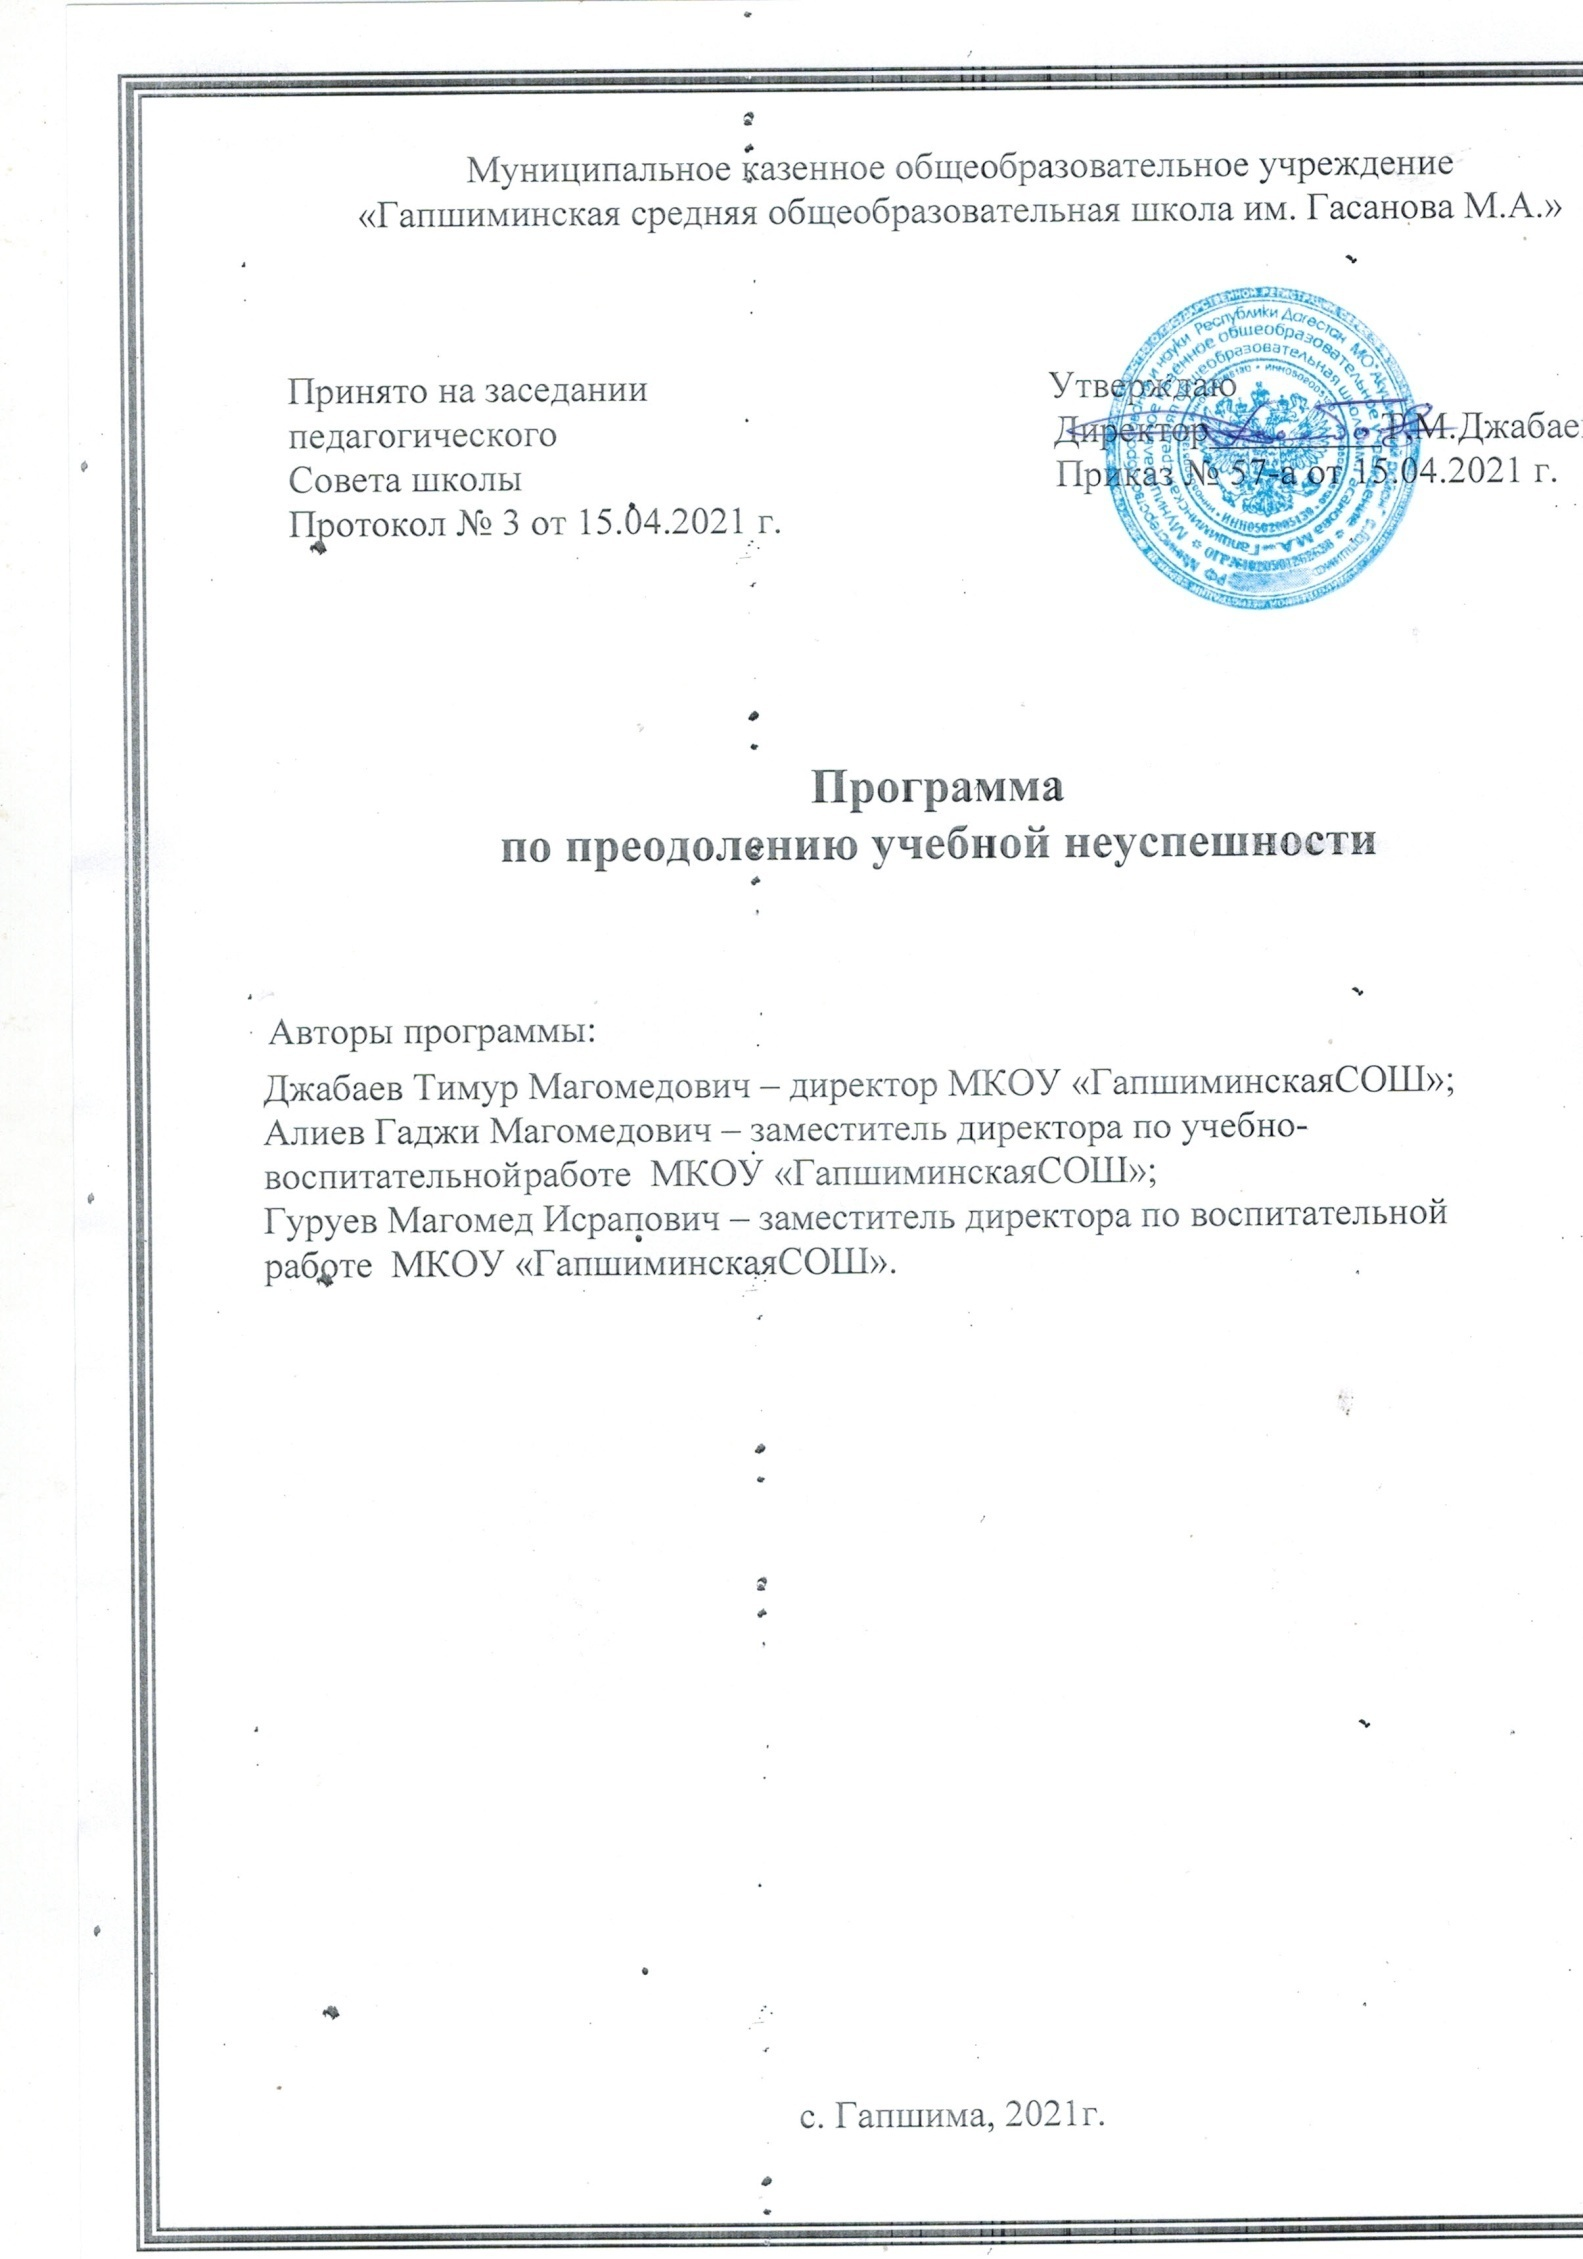 Муниципальное казенное общеобразовательное учреждение
«Гапшиминская средняя общеобразовательная школа им. Гасанова М.А.»
Принято на заседании
педагогического
Совета школы
Протокол № 3 от 15.04.2021 г.
Утверждаю
Директор Т.М.Джабаев
Приказ № 57-а от 15.04.2021 г.
Программа
по преодолению учебной неуспешности
Авторы программы:
Джабаев Тимур Магомедович – директор МКОУ «ГапшиминскаяСОШ»;
Алиев Гаджи Магомедович – заместитель директора по учебно-
воспитательнойработе МКОУ «ГапшиминскаяСОШ»;
Гуруев Магомед Исрапович – заместитель директора по воспитательной
работе МКОУ «ГапшиминскаяСОШ».
с. Гапшима, 2021г.